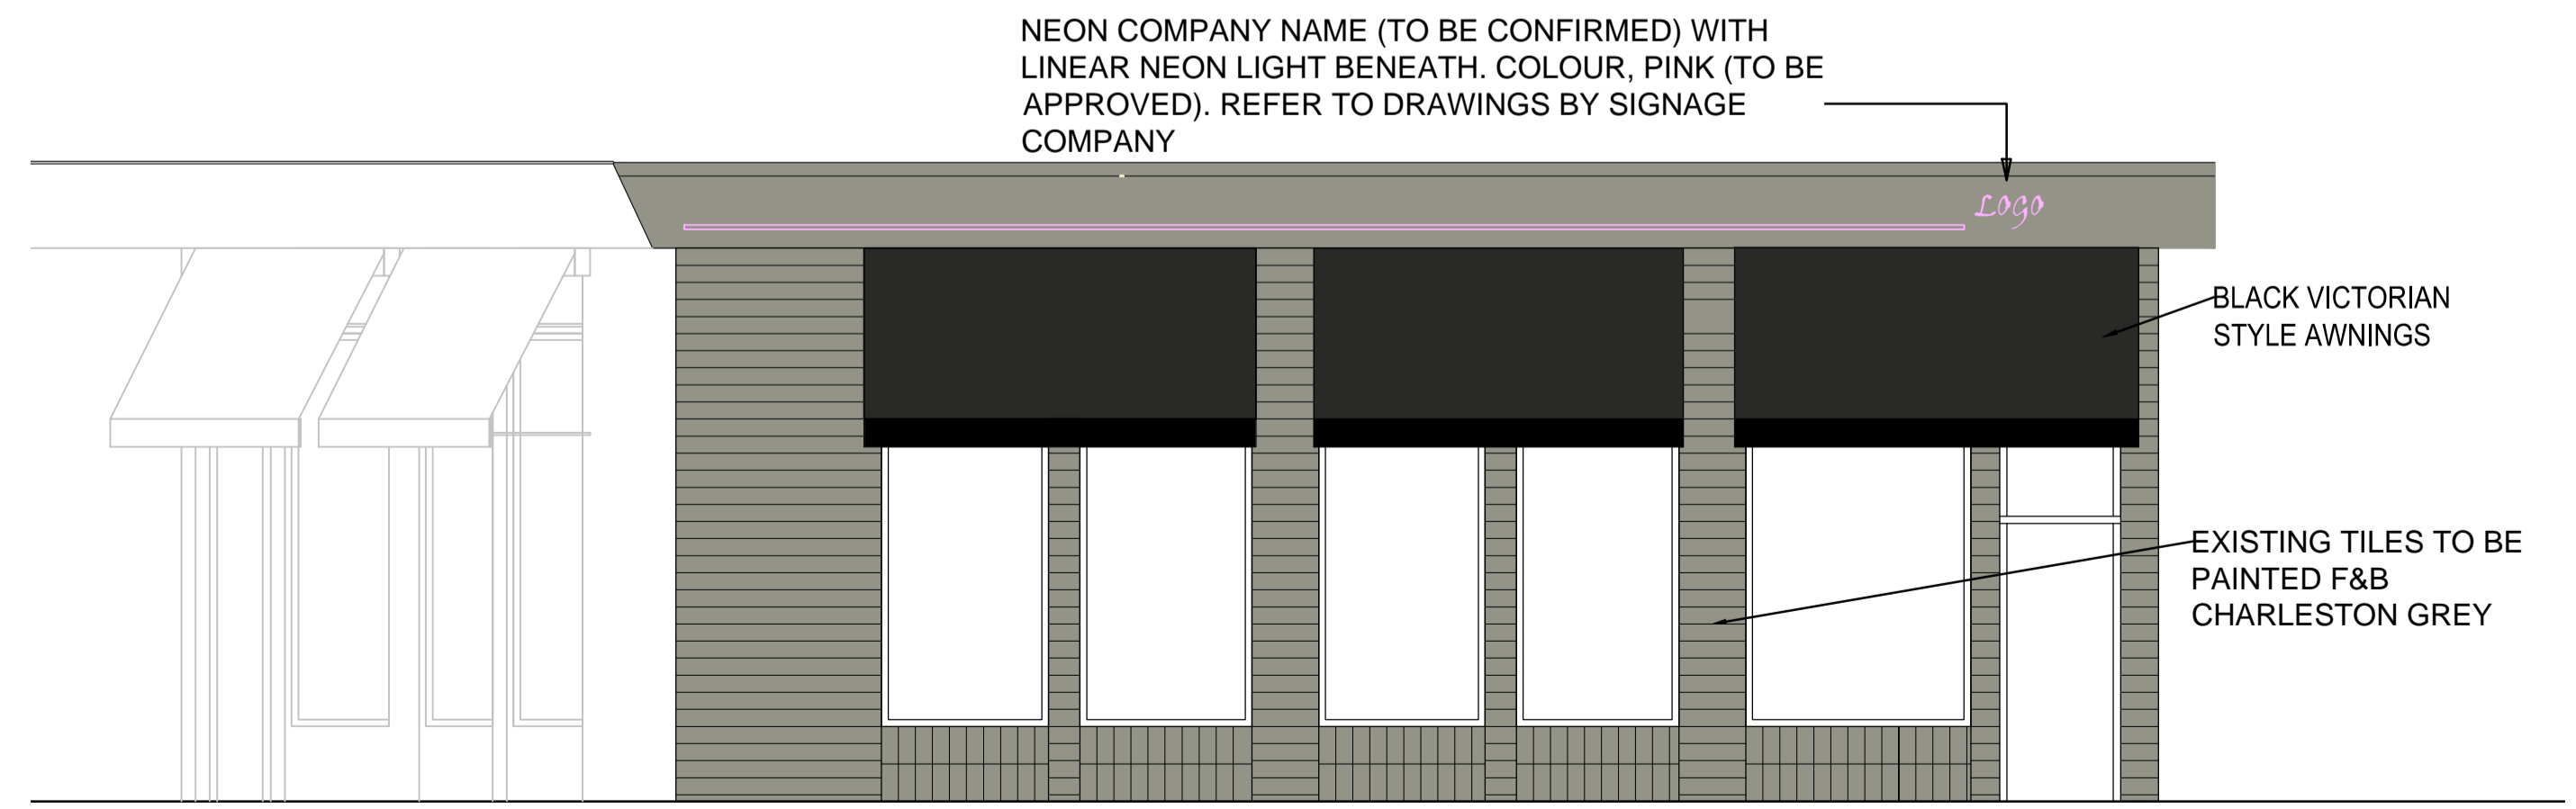 NEON COMPANY NAME (TO BE CONFIRMED) WITH
LINEAR NEON LIGHT BENEATH. COLOUR, PINK (TO BE
APPROVED). REFER TO DRAWINGS BY SIGNAGE
COMPANY
LOGO
BLACK VICTORIAN
STYLE AWNINGS
EXISTING TILES TO BE
PAINTED F&B
CHARLESTON GREY